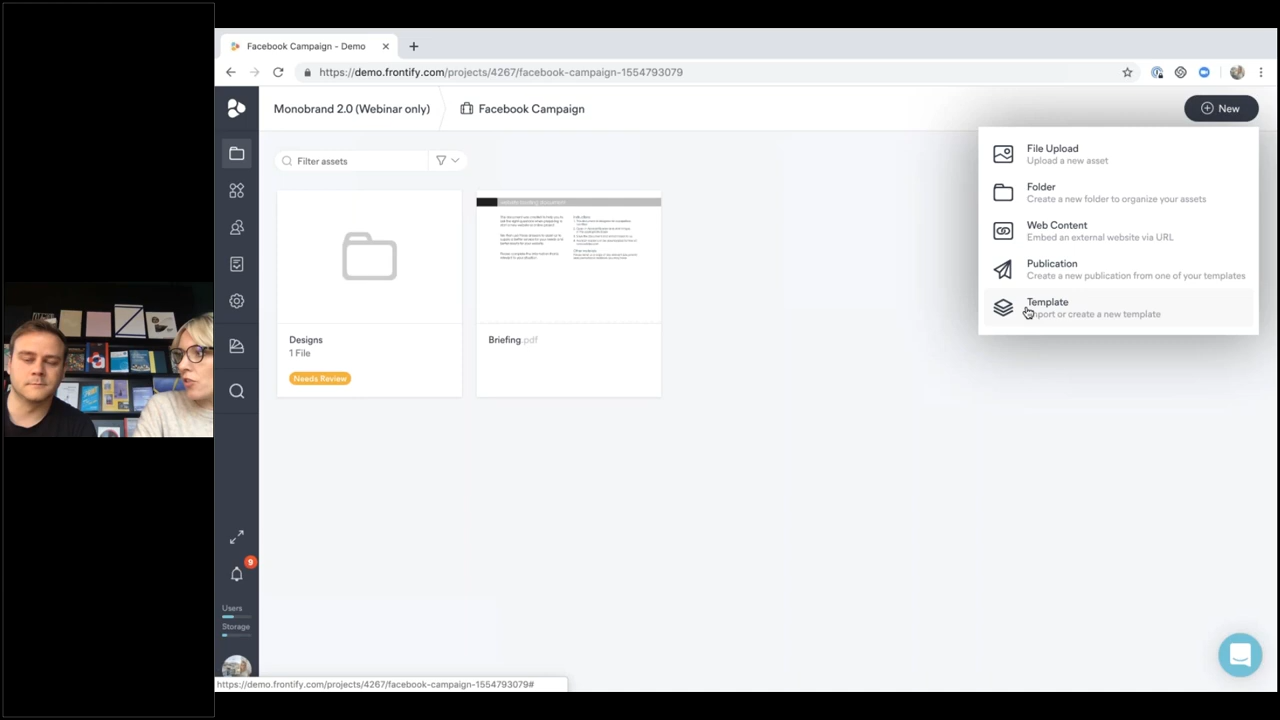 Facebook Campaign - Demo
https://demo.frontify.com/projects/4267/facebook-campaign-1554793079
Monobrand 2.0 (Webinar only)
Facebook Campaign
New
Filter assets
File Upload
Upload a new asset
Folder
Create a new folder to organize your assets
Web Content
Embed an external website via URL
Publication
Create a new publication from one of your templates
Template
Import or create a new template
Designs
1 File
Needs Review
website briefing document
Briefing.pdf
9
Users
Storage
https://demo.frontify.com/projects/4267/facebook-campaign-1554793079#